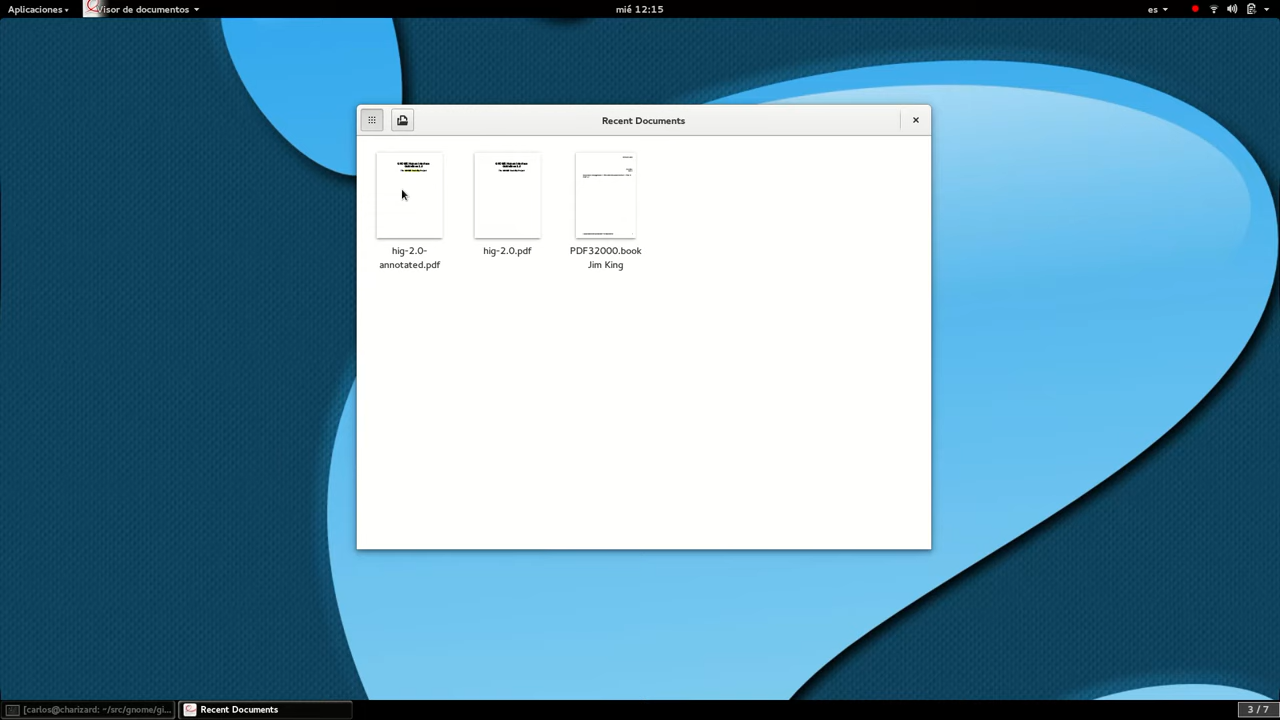 Aplicaciones
Visor de documentos
mié 12:15
es
Recent Documents
hig-2.0-
annotated.pdf
hig-2.0.pdf
PDF32000.book
Jim King
[carlos@charizard: ~/src/gnome/gi...
Recent Documents
3 / 7